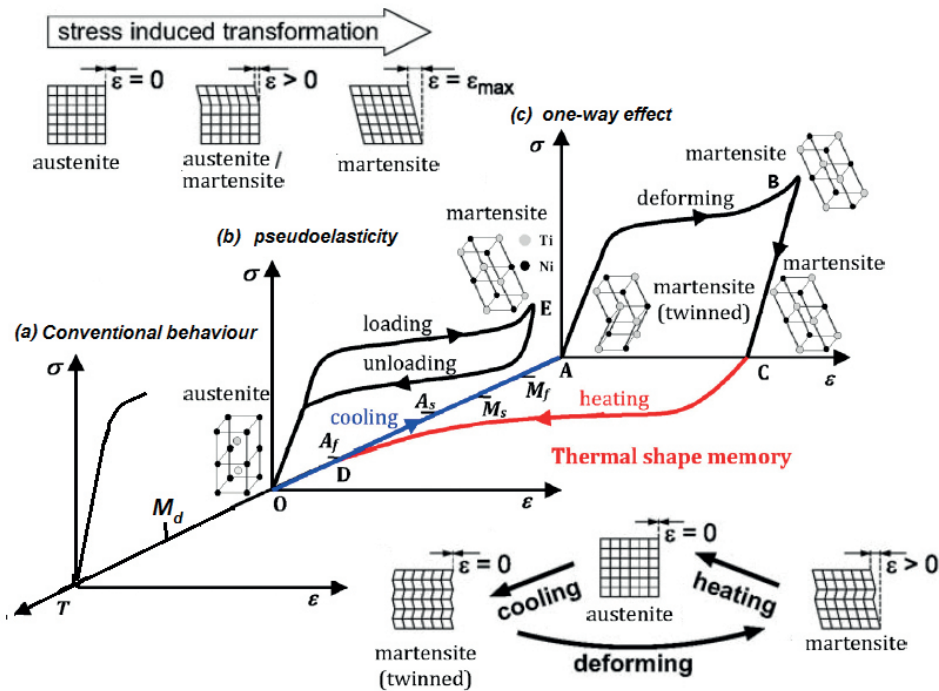 stress induced transformation
ε = 0
ε > 0
ε = εmax
austenite
austenite /
martensite
martensite
(c) one-way effect
σ
martensite
B
deforming
martensite
martensite
(twinned)
A
C
ε
(b) pseudoelasticity
σ
martensite
Ti
Ni
E
loading
unloading
austenite
cooling
Af
As
Ms
Mf
heating
D
O
ε
Thermal shape memory
(a) Conventional behaviour
σ
Md
T
ε
ε = 0
ε = 0
ε > 0
cooling
heating
austenite
martensite
(twinned)
martensite
deforming